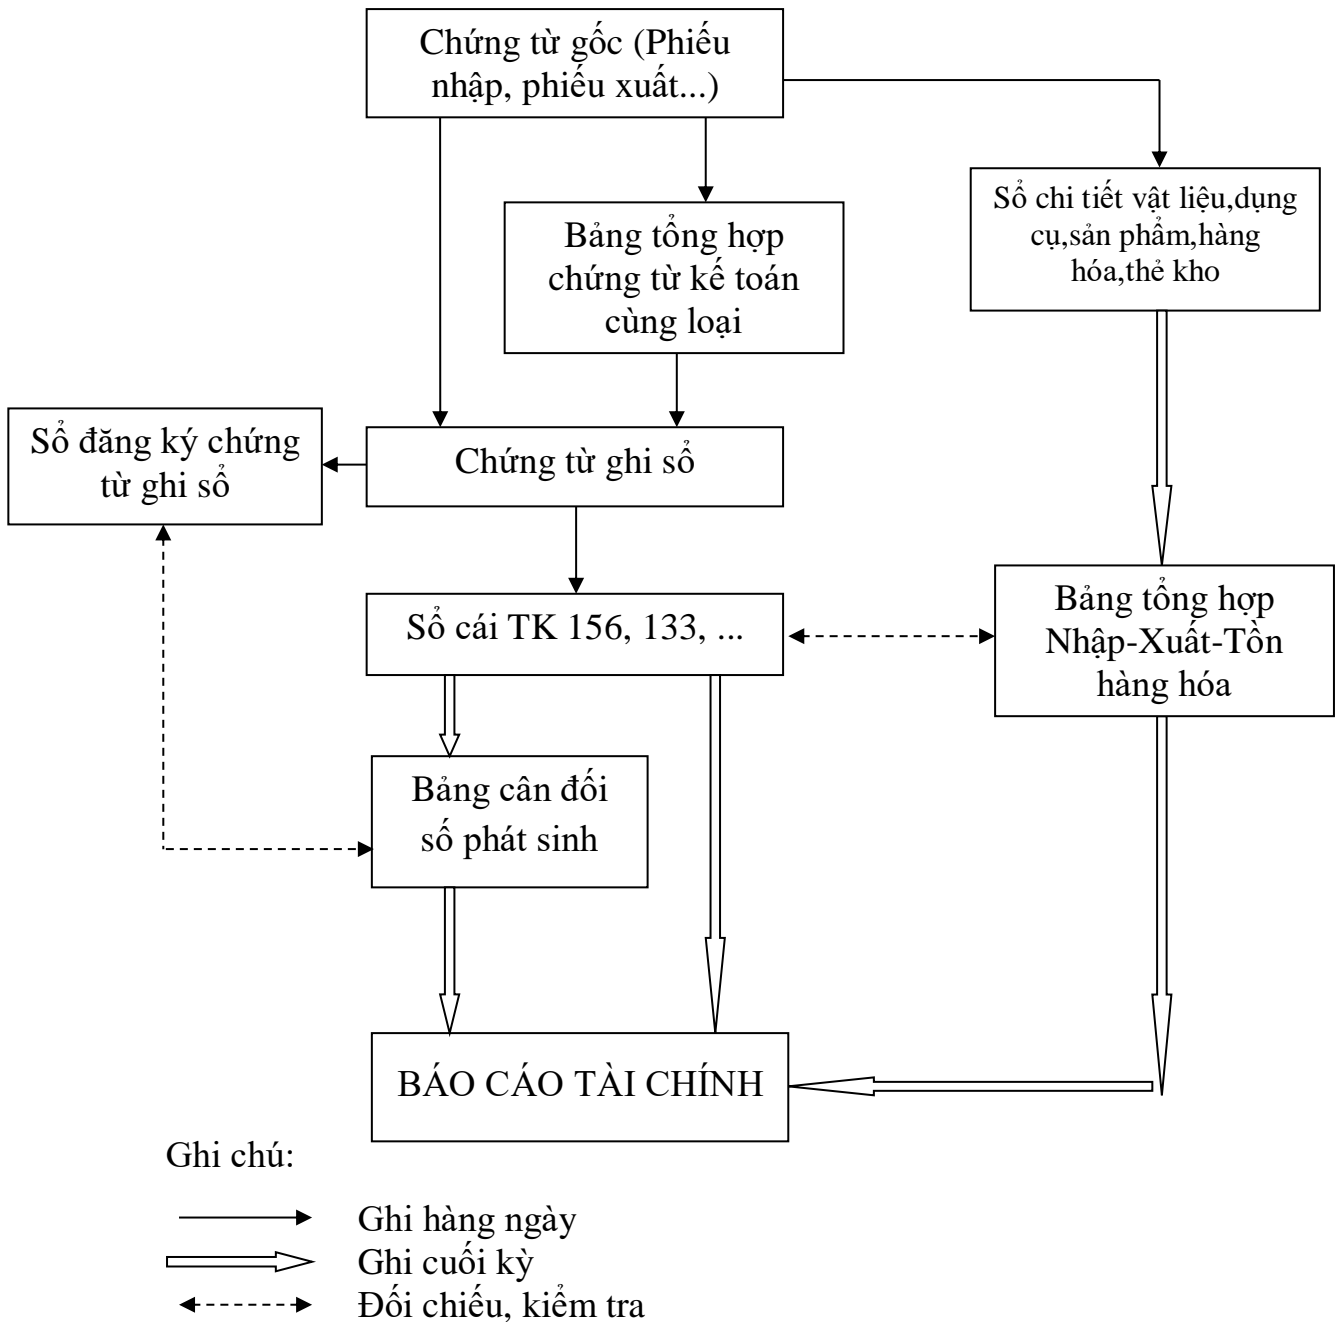 Chứng từ gốc (Phiếu
nhập, phiếu xuất...)
Sổ chi tiết vật liệu,dụng
cụ,sản phẩm,hàng
hóa,thẻ kho
Bảng tổng hợp
chứng từ kế toán
cùng loại
Sổ đăng ký chứng
từ ghi sổ
Chứng từ ghi sổ
Sổ cái TK 156, 133, ...
Bảng tổng hợp
Nhập-Xuất-Tồn
hàng hóa
Bảng cân đối
số phát sinh
BÁO CÁO TÀI CHÍNH
Ghi chú:
Ghi hàng ngày
Ghi cuối kỳ
Đối chiếu, kiểm tra